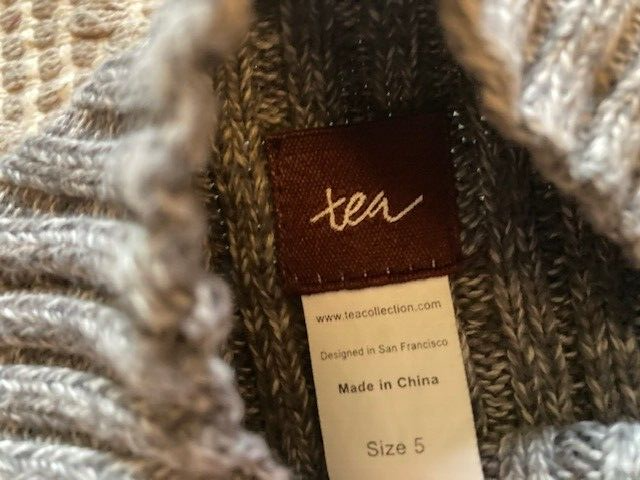 tea
www.teacollection.com
Designed in San Francisco
Made in China
Size 5